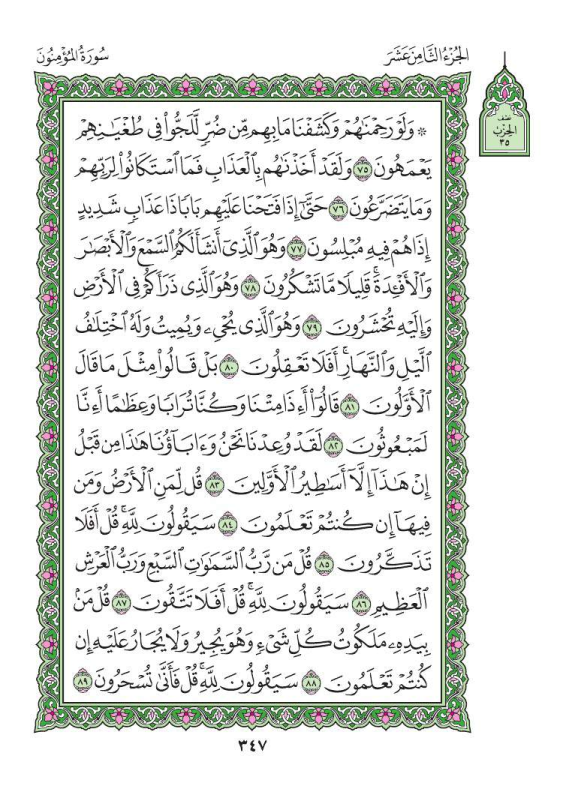 الجُزْءُ الثَّامِنَ عَشَرَ
سُورَةُ المُؤْمِنُونَ
نصف
الحِزْب
٣٥
۞ وَلَوْ رَحِمْنَٰهُمْ وَكَشَفْنَا مَا بِهِم مِّن ضُرٍّ لَّلَجُّوا۟ فِى طُغْيَٰنِهِمْ
يَعْمَهُونَ ٧٥ وَلَقَدْ أَخَذْنَٰهُم بِٱلْعَذَابِ فَمَا ٱسْتَكَانُوا۟ لِرَبِّهِمْ
وَمَا يَتَضَرَّعُونَ ٧٦ حَتَّىٰٓ إِذَا فَتَحْنَا عَلَيْهِم بَابًا ذَا عَذَابٍ شَدِيدٍ
إِذَا هُمْ فِيهِ مُبْلِسُونَ ٧٧ وَهُوَ ٱلَّذِىٓ أَنشَأَ لَكُمُ ٱلسَّمْعَ وَٱلْأَبْصَٰرَ
وَٱلْأَفْـِٔدَةَ ۚ قَلِيلًا مَّا تَشْكُرُونَ ٧٨ وَهُوَ ٱلَّذِى ذَرَأَكُمْ فِى ٱلْأَرْضِ
وَإِلَيْهِ تُحْشَرُونَ ٧٩ وَهُوَ ٱلَّذِى يُحْىِۦ وَيُمِيتُ وَلَهُ ٱخْتِلَٰفُ
ٱلَّيْلِ وَٱلنَّهَارِ ۚ أَفَلَا تَعْقِلُونَ ٨٠ بَلْ قَالُوا۟ مِثْلَ مَا قَالَ
ٱلْأَوَّلُونَ ٨١ قَالُوٓا۟ أَءِذَا مِتْنَا وَكُنَّا تُرَابًا وَعِظَٰمًا أَءِنَّا
لَمَبْعُوثُونَ ٨٢ لَقَدْ وُعِدْنَا نَحْنُ وَءَابَآؤُنَا هَٰذَا مِن قَبْلُ
إِنْ هَٰذَآ إِلَّآ أَسَٰطِيرُ ٱلْأَوَّلِينَ ٨٣ قُل لِّمَنِ ٱلْأَرْضُ وَمَن
فِيهَآ إِن كُنتُمْ تَعْلَمُونَ ٨٤ سَيَقُولُونَ لِلَّهِ ۚ قُلْ أَفَلَا
تَذَكَّرُونَ ٨٥ قُلْ مَن رَّبُّ ٱلسَّمَٰوَٰتِ ٱلسَّبْعِ وَرَبُّ ٱلْعَرْشِ
ٱلْعَظِيمِ ٨٦ سَيَقُولُونَ لِلَّهِ ۚ قُلْ أَفَلَا تَتَّقُونَ ٨٧ قُلْ مَنۢ
بِيَدِهِۦ مَلَكُوتُ كُلِّ شَىْءٍ وَهُوَ يُجِيرُ وَلَا يُجَارُ عَلَيْهِ إِن
كُنتُمْ تَعْلَمُونَ ٨٨ سَيَقُولُونَ لِلَّهِ ۚ قُلْ فَأَنَّىٰ تُسْحَرُونَ ٨٩
٣٤٧